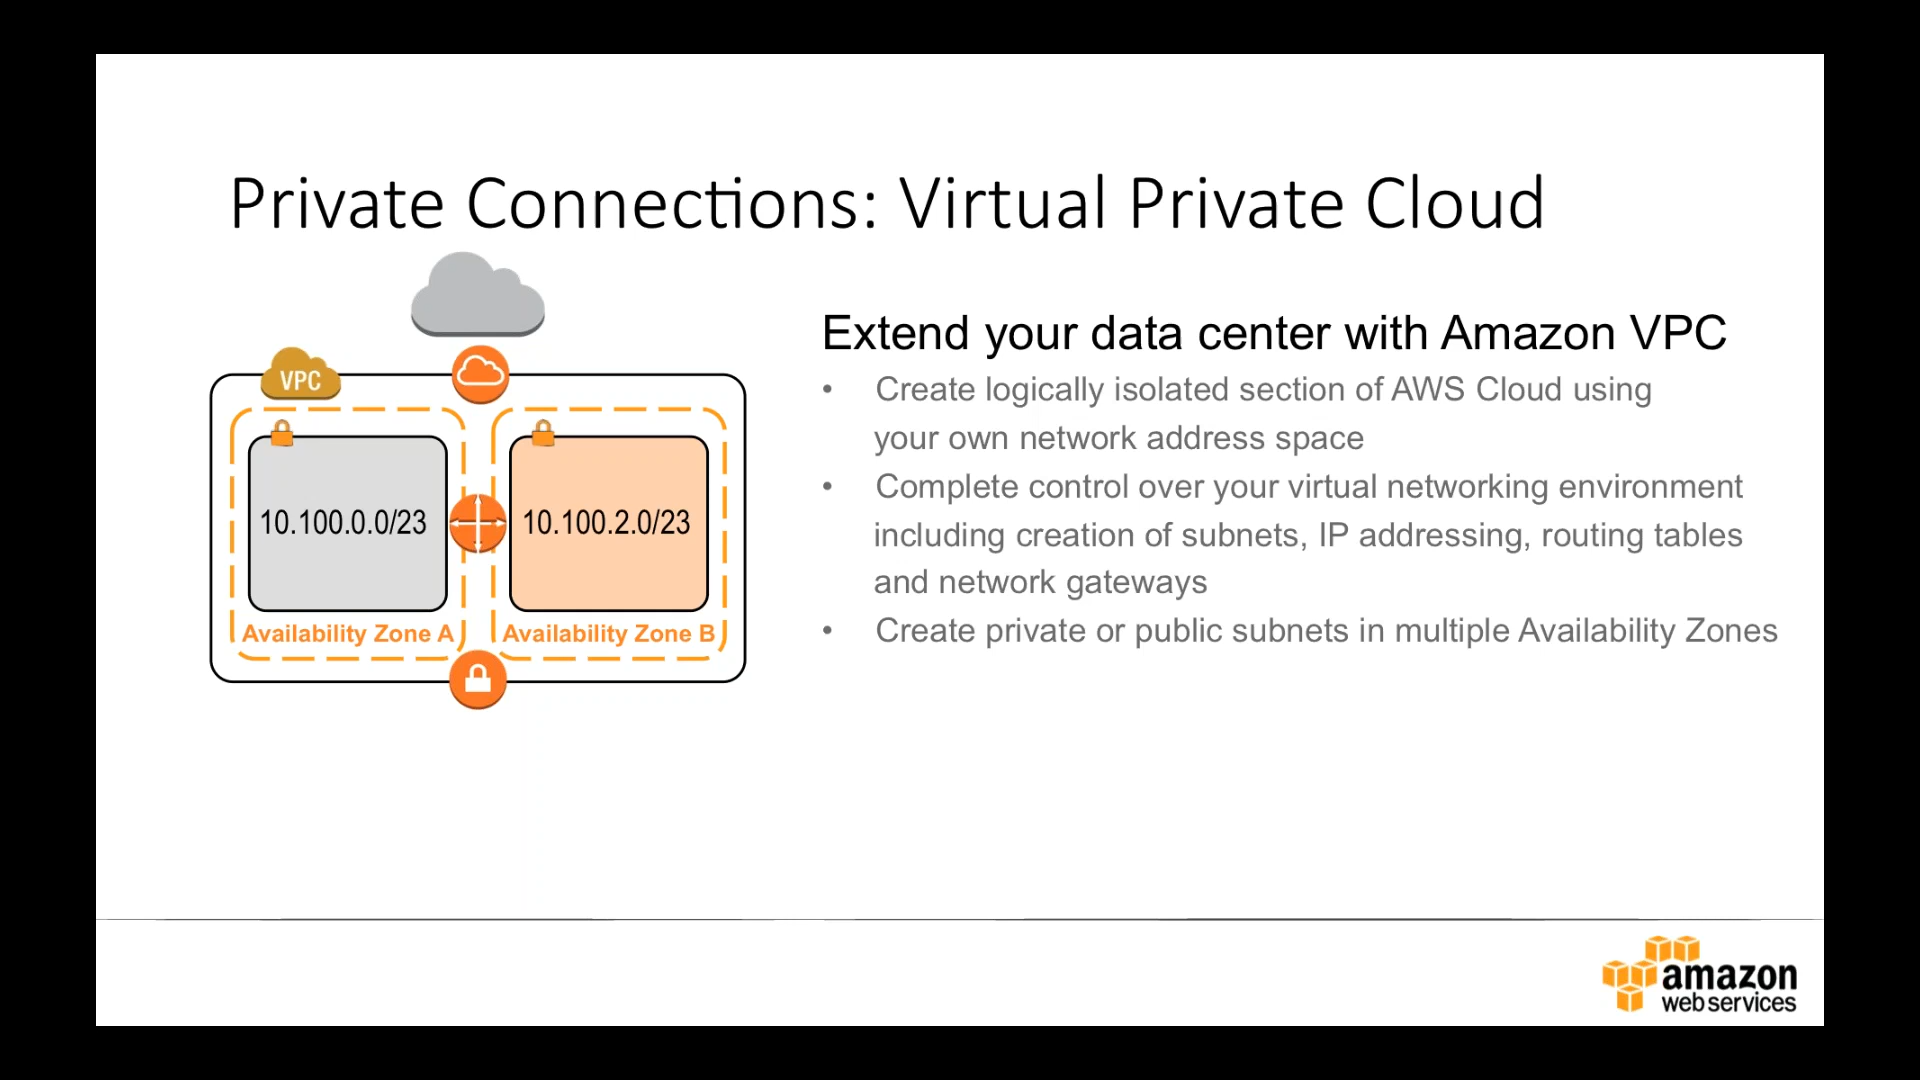 Private Connections: Virtual Private Cloud
VPC
10.100.0.0/23
10.100.2.0/23
Availability Zone A
Availability Zone B
Extend your data center with Amazon VPC
• Create logically isolated section of AWS Cloud using
your own network address space
• Complete control over your virtual networking environment
including creation of subnets, IP addressing, routing tables
and network gateways
• Create private or public subnets in multiple Availability Zones
amazon
web services